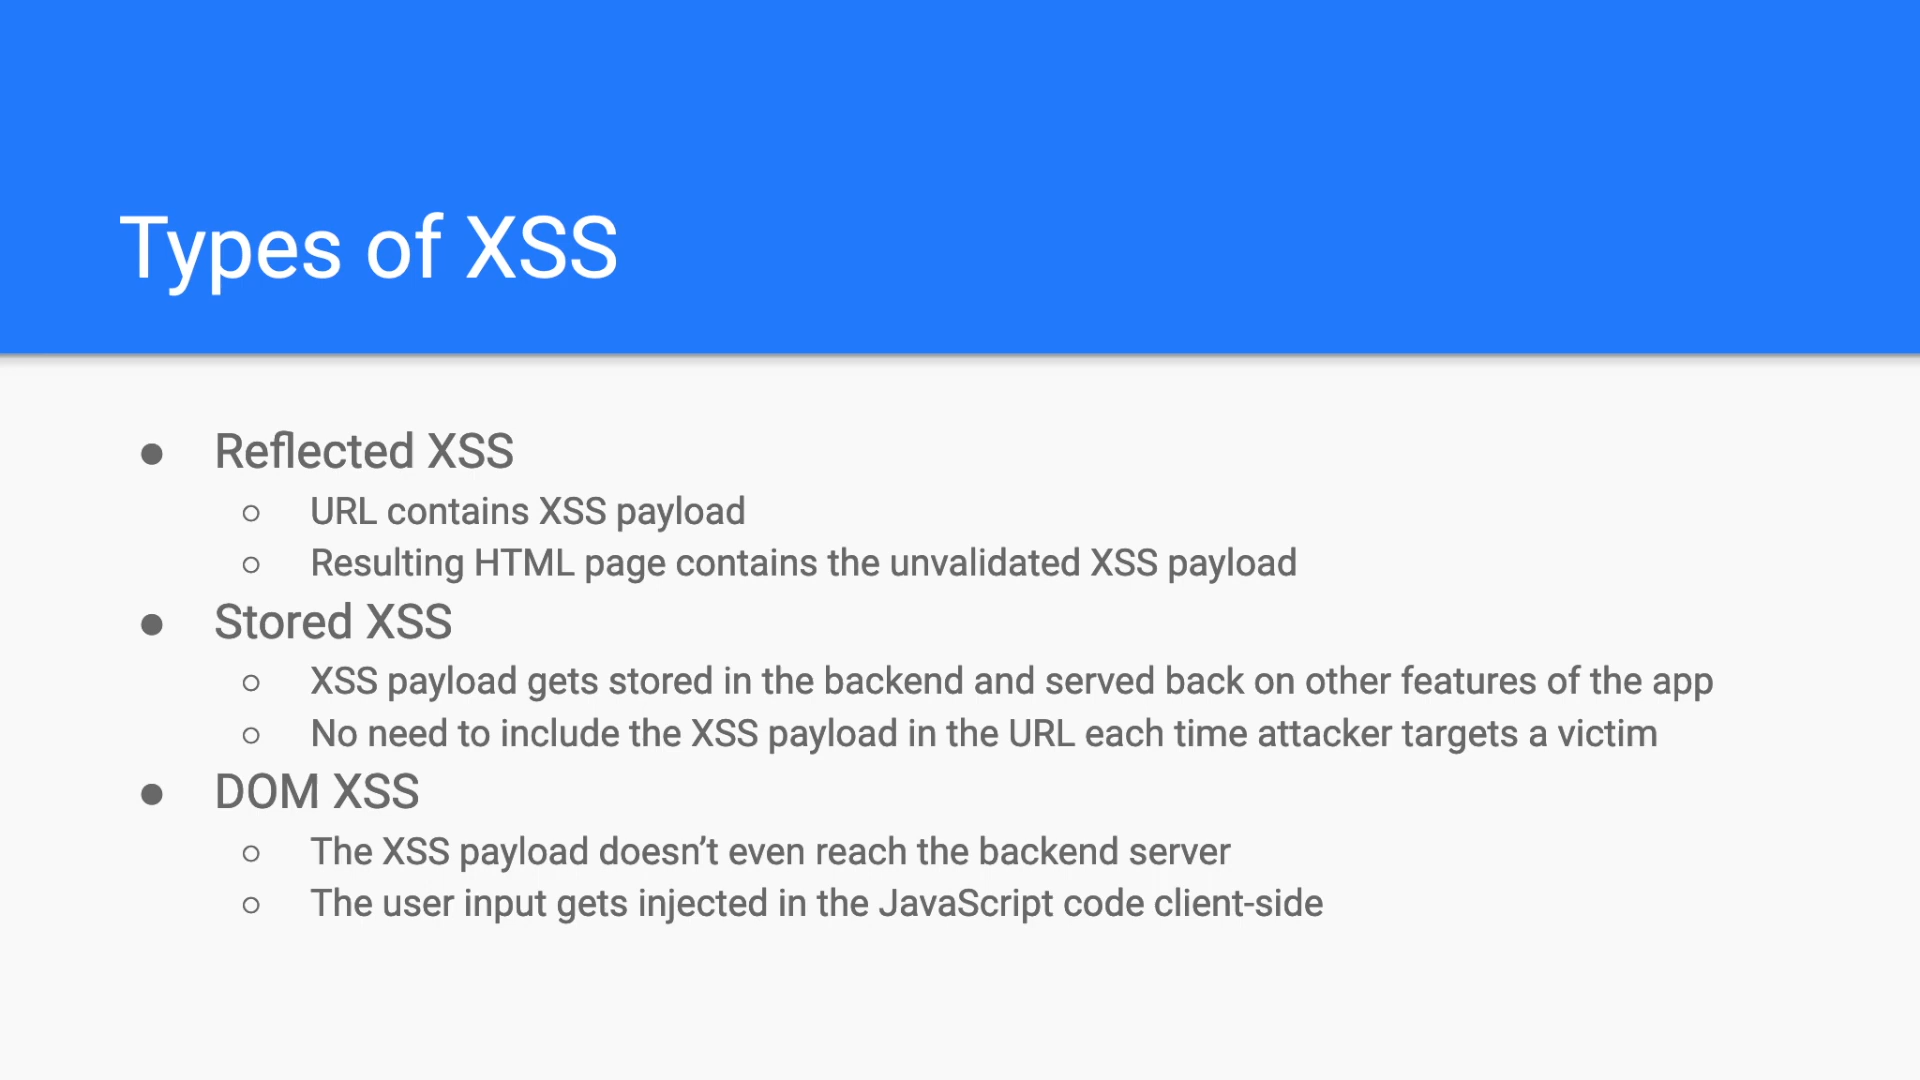 Types of XSS
● Reflected XSS
○ URL contains XSS payload
○ Resulting HTML page contains the unvalidated XSS payload
● Stored XSS
○ XSS payload gets stored in the backend and served back on other features of the app
○ No need to include the XSS payload in the URL each time attacker targets a victim
● DOM XSS
○ The XSS payload doesn’t even reach the backend server
○ The user input gets injected in the JavaScript code client-side